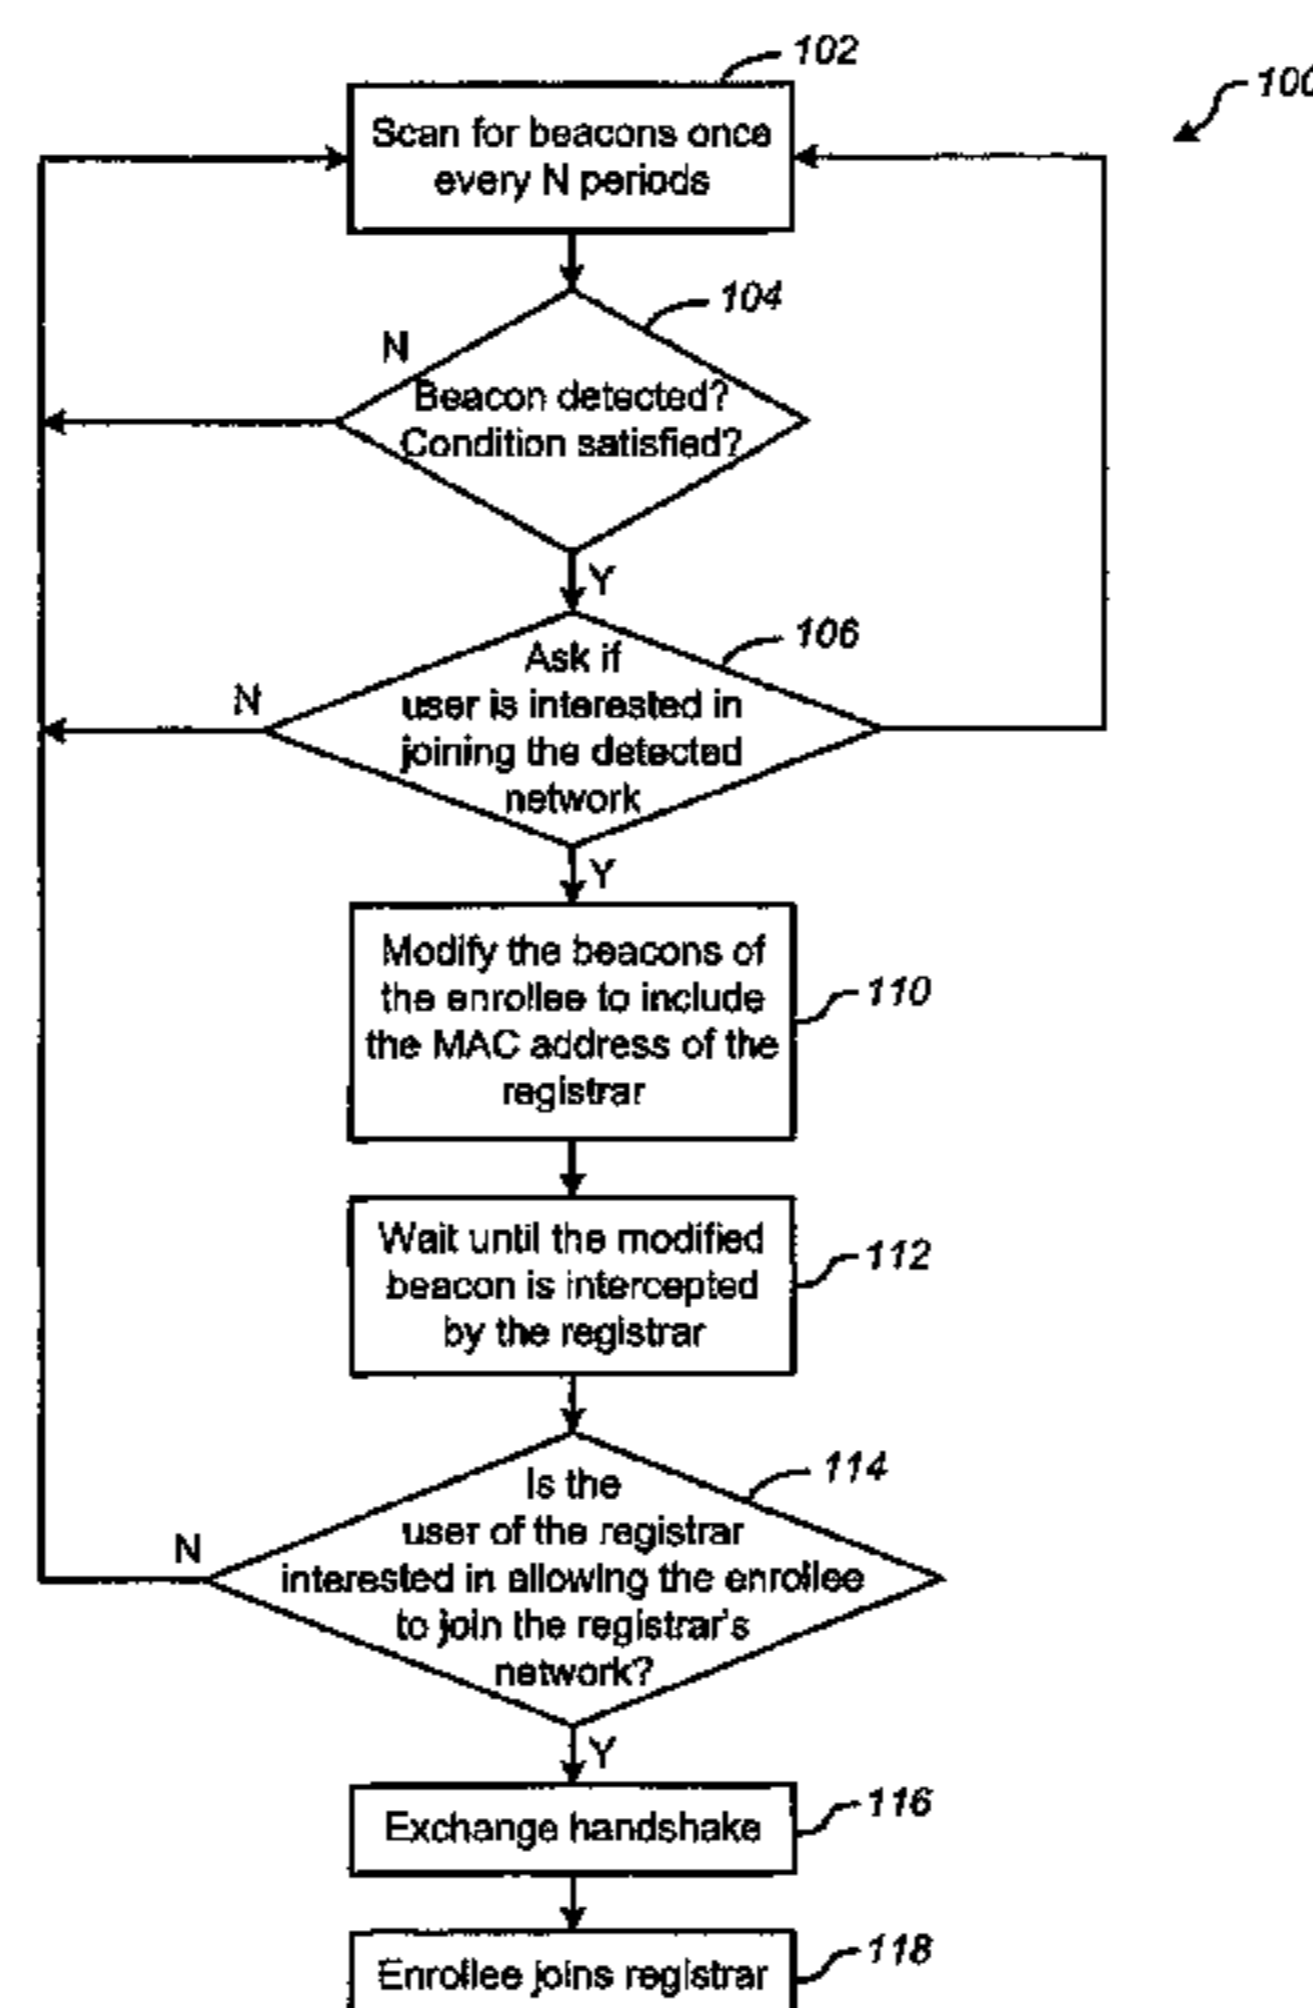 102
100
Scan for beacons once
every N periods
104
N
Beacon detected?
Condition satisfied?
Y
106
Ask if
N
user is interested in
joining the detected
network
Y
Modify the beacons of
the enrollee to include
110
the MAC address of the
registrar
Wait until the modified
112
beacon is intercepted
by the registrar
114
Is the
user of the registrar
N
interested in allowing the enrollee
to join the registrar's
network?
Y
116
Exchange handshake
118
Enrollee joins registrar